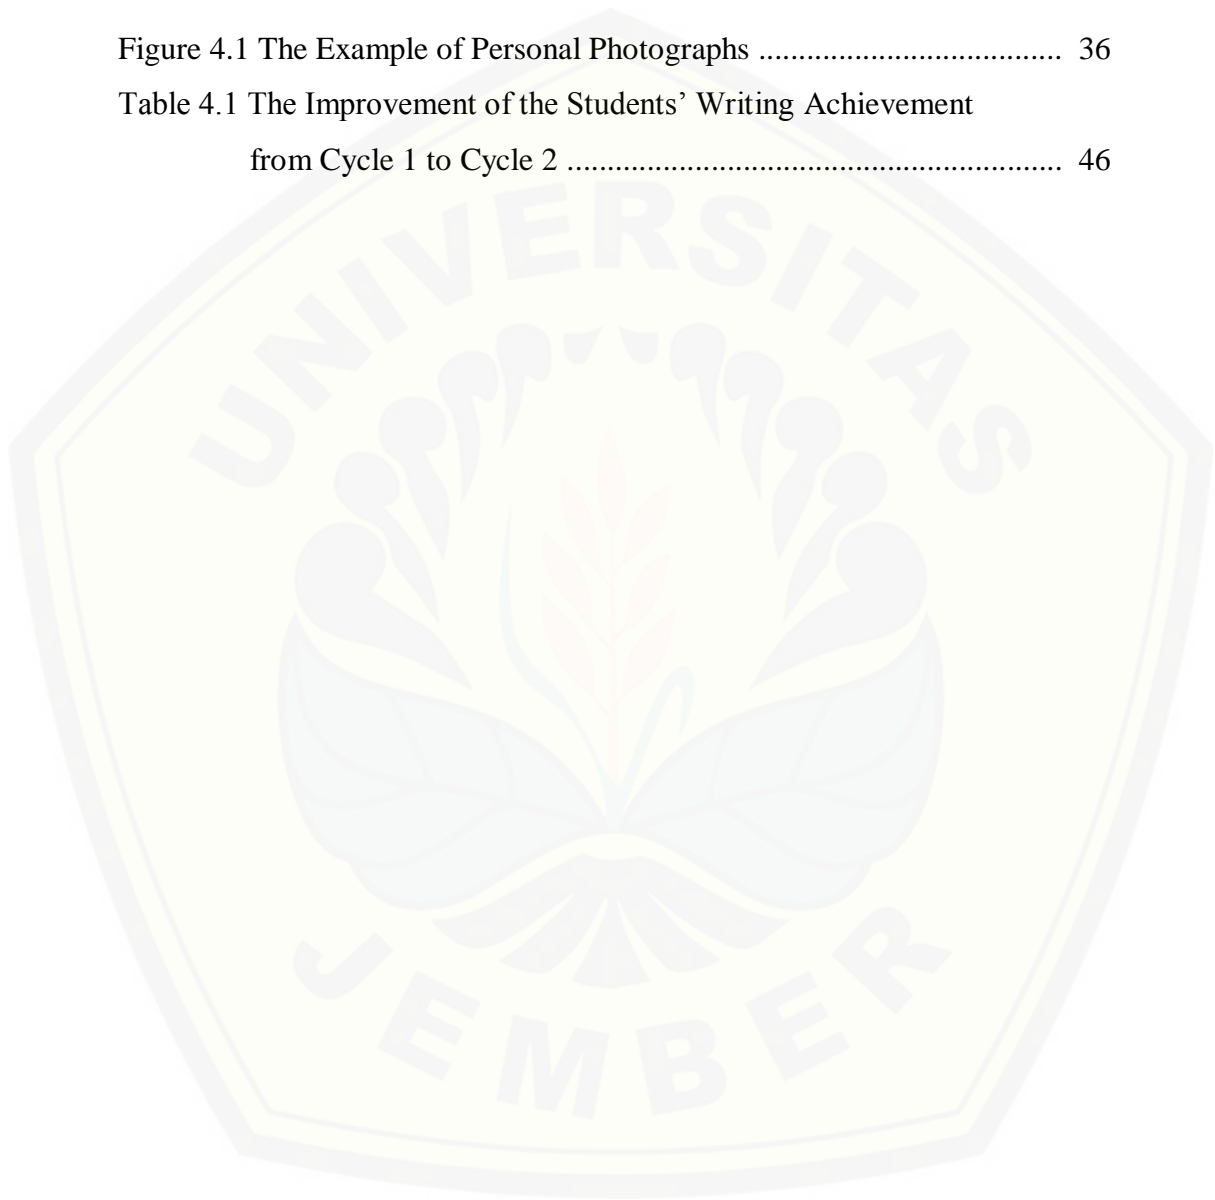 Figure 4.1 The Example of Personal Photographs ...................................... 36
Table 4.1 The Improvement of the Students’ Writing Achievement
from Cycle 1 to Cycle 2 .............................................................. 46
UNIVERSITAS
JEMBER